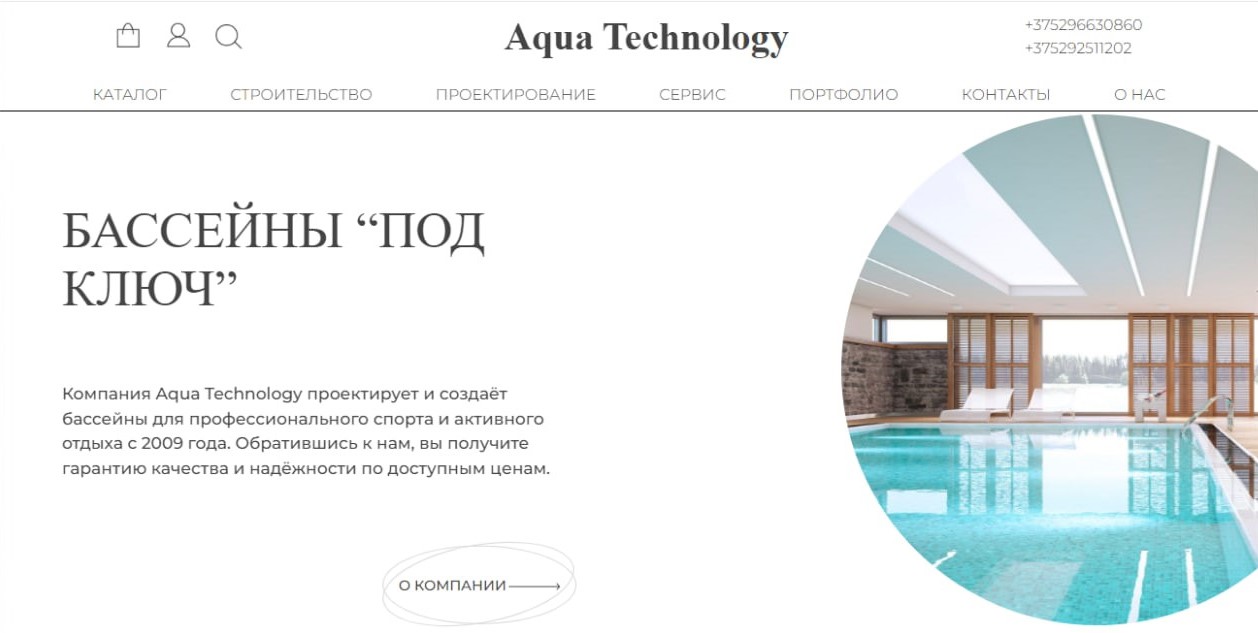 Aqua Technology
+375296630860
+375292511202
КАТАЛОГ СТРОИТЕЛЬСТВО ПРОЕКТИРОВАНИЕ СЕРВИС ПОРТФОЛИО КОНТАКТЫ О НАС
БАССЕЙНЫ “ПОД
КЛЮЧ”
Компания Aqua Technology проектирует и создаёт
бассейны для профессионального спорта и активного
отдыха с 2009 года. Обратившись к нам, вы получите
гарантию качества и надёжности по доступным ценам.
О КОМПАНИИ